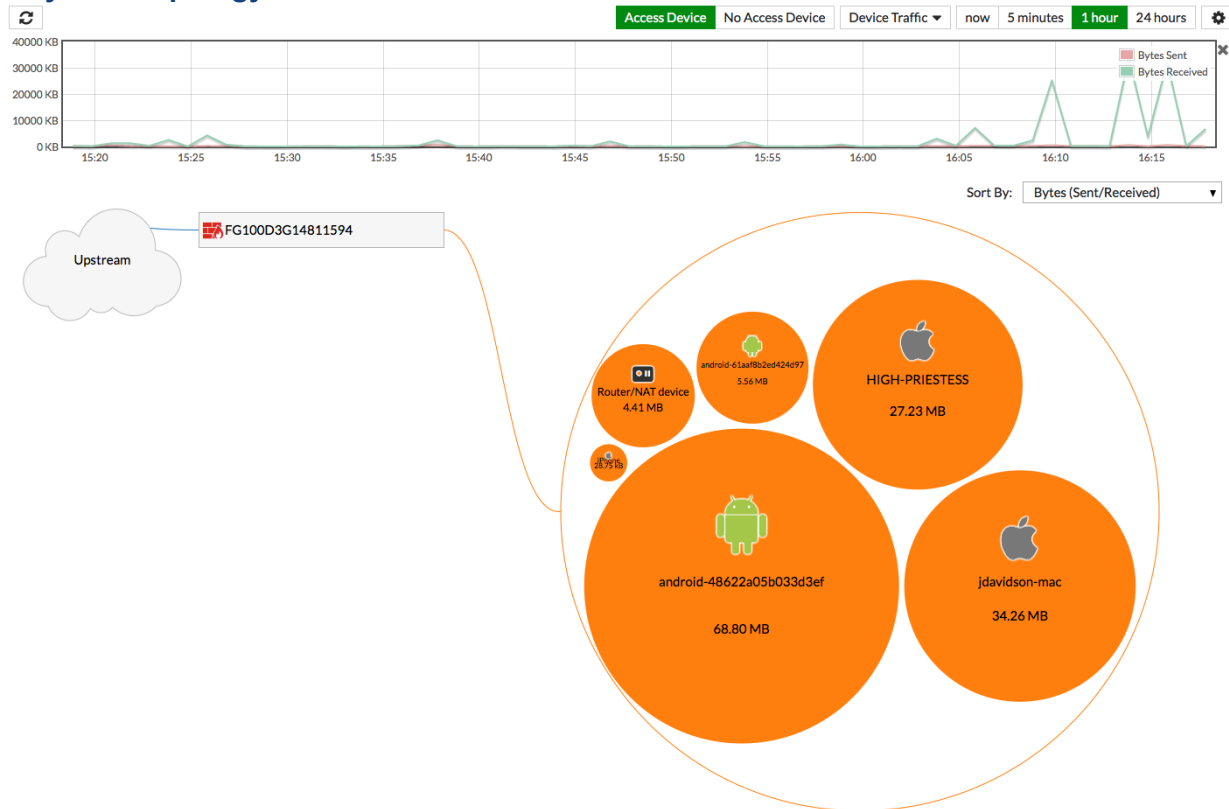 Access Device No Access Device Device Traffic ▼ now 5 minutes 1 hour 24 hours
40000 KB
30000 KB
20000 KB
10000 KB
0 KB
Bytes Sent
Bytes Received
15:20 15:25 15:30 15:35 15:40 15:45 15:50 15:55 16:00 16:05 16:10 16:15
Sort By: Bytes (Sent/Received) ▼
FG100D3G14811594
Upstream
android-61aaf8b2ed424d97
5.56 MB
HIGH-PRIESTESS
27.23 MB
Router/NAT device
4.41 MB
iPhone
28.75 KB
android-48622a05b033d3ef
68.80 MB
jdavidson-mac
34.26 MB